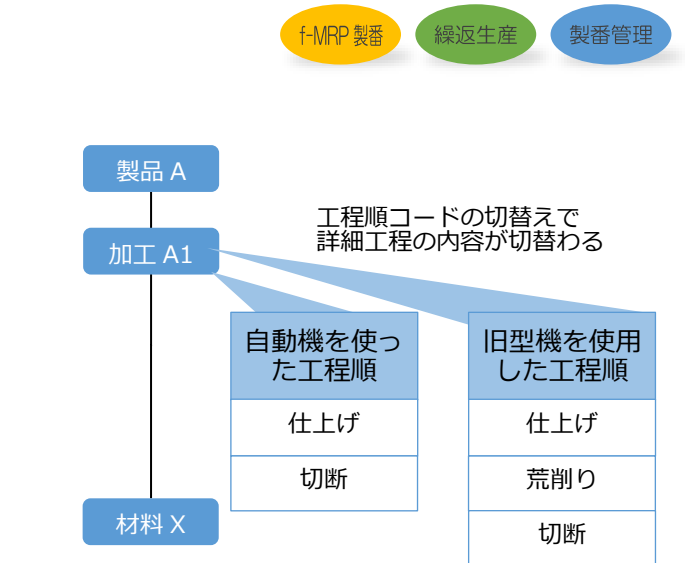 f-MRP 製番
繰返生産
製番管理
製品 A
工程順コードの切替えで
詳細工程の内容が切替わる
加工 A1
自動機を使っ
た工程順
仕上げ
切断
旧型機を使用
した工程順
仕上げ
荒削り
切断
材料 X